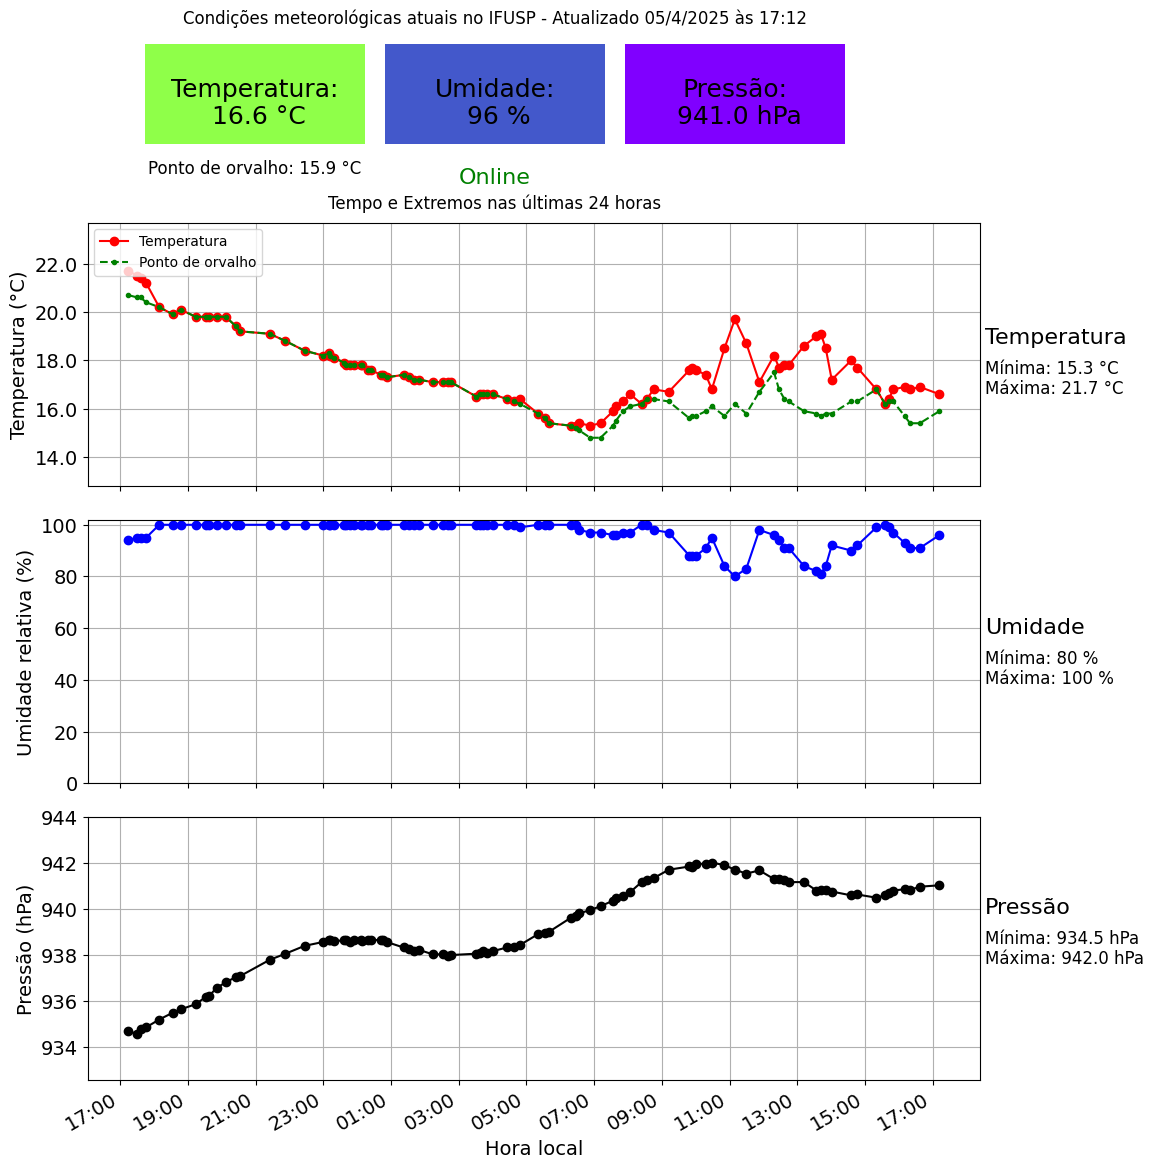 Condições meteorológicas atuais no IFUSP - Atualizado 05/4/2025 às 17:12
Temperatura:
16.6 °C
Umidade:
96 %
Pressão:
941.0 hPa
Ponto de orvalho: 15.9 °C
Online
Tempo e Extremos nas últimas 24 horas
Temperatura
Ponto de orvalho
Temperatura (°C)
22.0
20.0
18.0
16.0
14.0
Temperatura
Mínima: 15.3 °C
Máxima: 21.7 °C
Umidade relativa (%)
100
80
60
40
20
0
Umidade
Mínima: 80 %
Máxima: 100 %
Pressão (hPa)
944
942
940
938
936
934
Pressão
Mínima: 934.5 hPa
Máxima: 942.0 hPa
17:00
19:00
21:00
23:00
01:00
03:00
05:00
07:00
09:00
11:00
13:00
15:00
17:00
Hora local